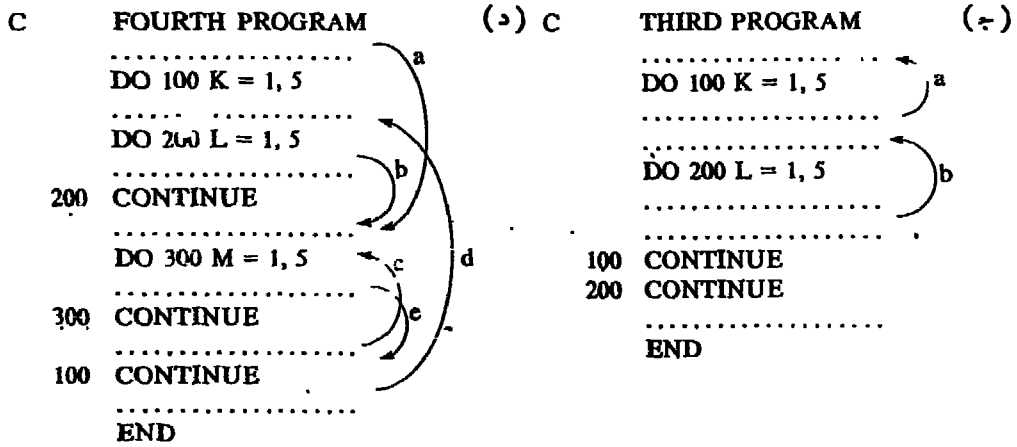 C FOURTH PROGRAM (د)
....................
a
DO 100 K = 1, 5
....................
DO 200 L = 1, 5
....................
b
200 CONTINUE
....................
DO 300 M = 1, 5
c
d
....................
300 CONTINUE
e
....................
100 CONTINUE
....................
END
C THIRD PROGRAM (ج)
....................
DO 100 K = 1, 5
a
....................
....................
DO 200 L = 1, 5
b
....................
....................
100 CONTINUE
200 CONTINUE
....................
END